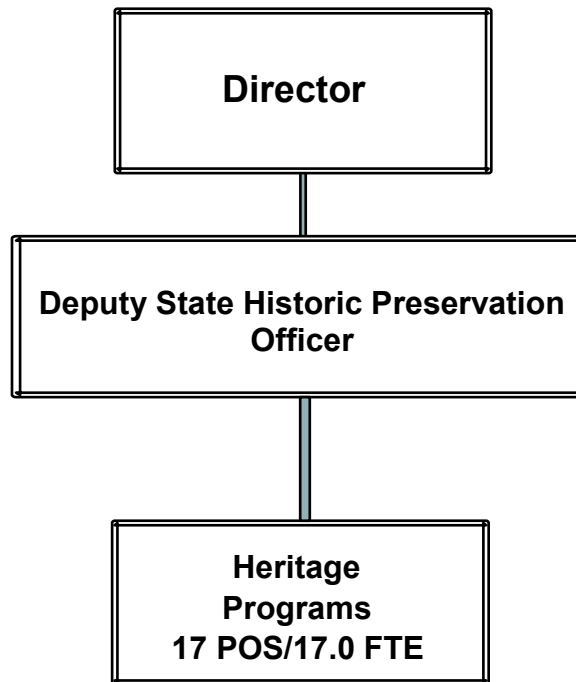 Director
Deputy State Historic Preservation
Officer
Heritage
Programs
17 POS/17.0 FTE